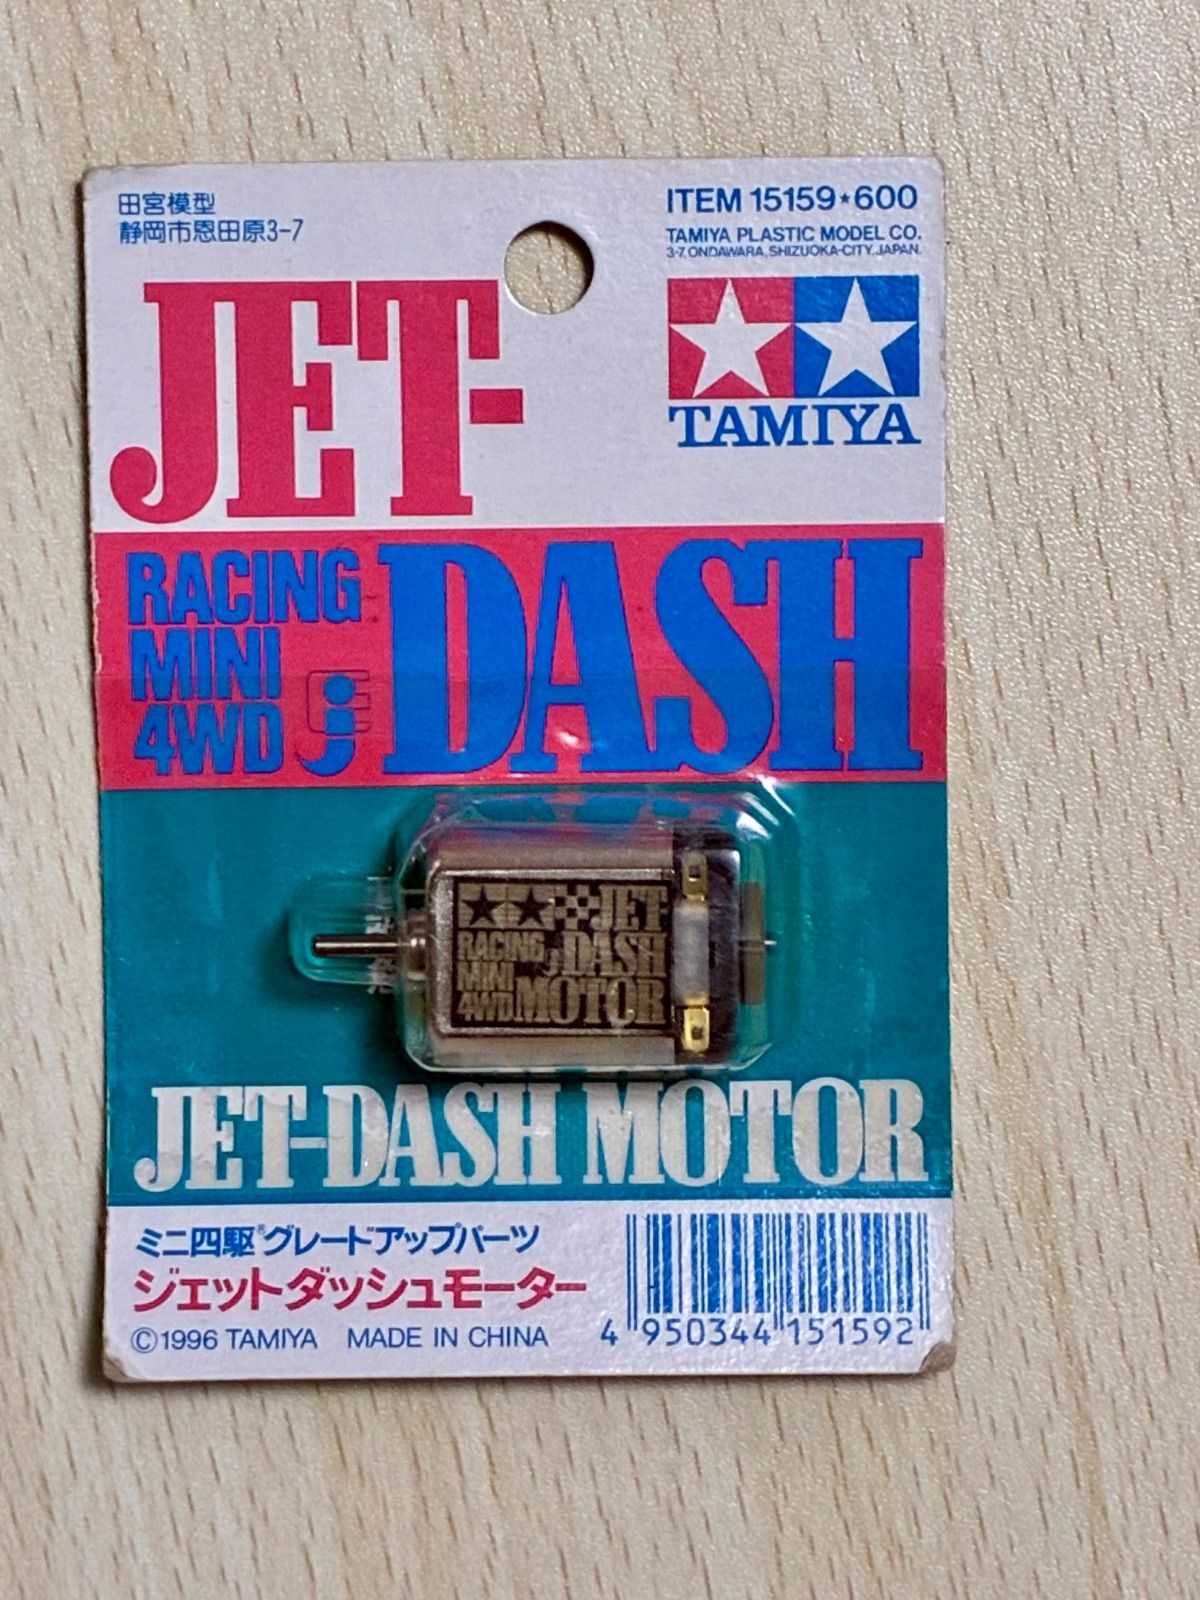 田宮模型
静岡市恩田原3-7
ITEM 15159★600
TAMIYA PLASTIC MODEL CO.
3-7, ONDAWARA, SHIZUOKA-CITY, JAPAN.
TAMIYA
JET-
DASH
RACING
MINI
4WD
JET-
DASH
MOTOR
RACING
MINI
4WD
JET-DASH MOTOR
ミニ四駆®グレードアップパーツ
ジェットダッシュモーター
©1996 TAMIYA MADE IN CHINA
4 950344 151592